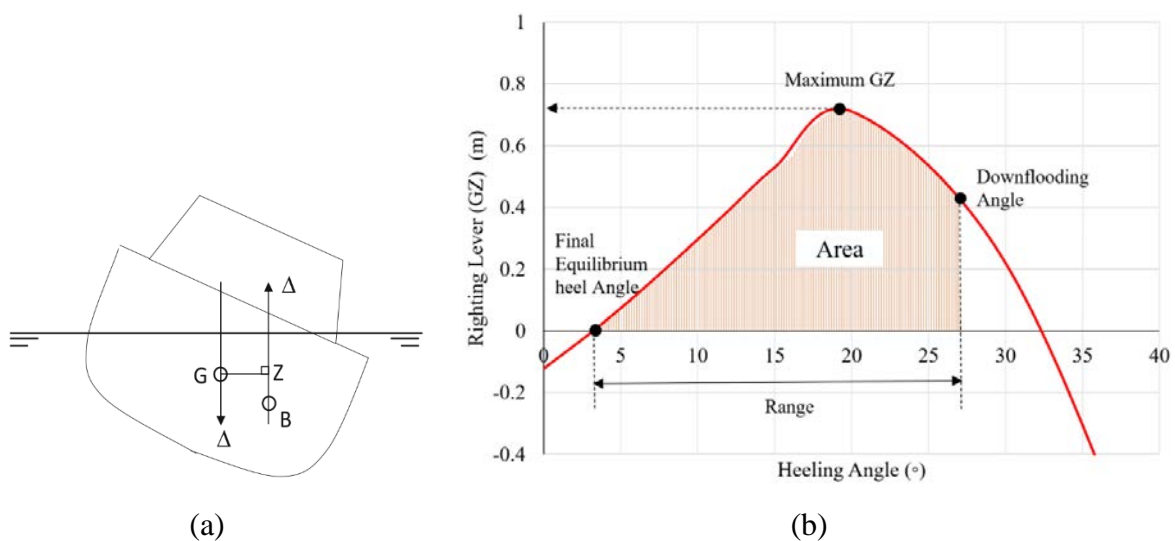 Δ
G
Z
B
Δ
(a)
Righting Lever (GZ) (m)
1
0.8
0.6
0.4
0.2
0
-0.2
-0.4
0
5
10
15
20
25
30
35
40
Maximum GZ
Downflooding
Angle
Final
Equilibrium
heel Angle
Area
Range
Heeling Angle (°)
(b)